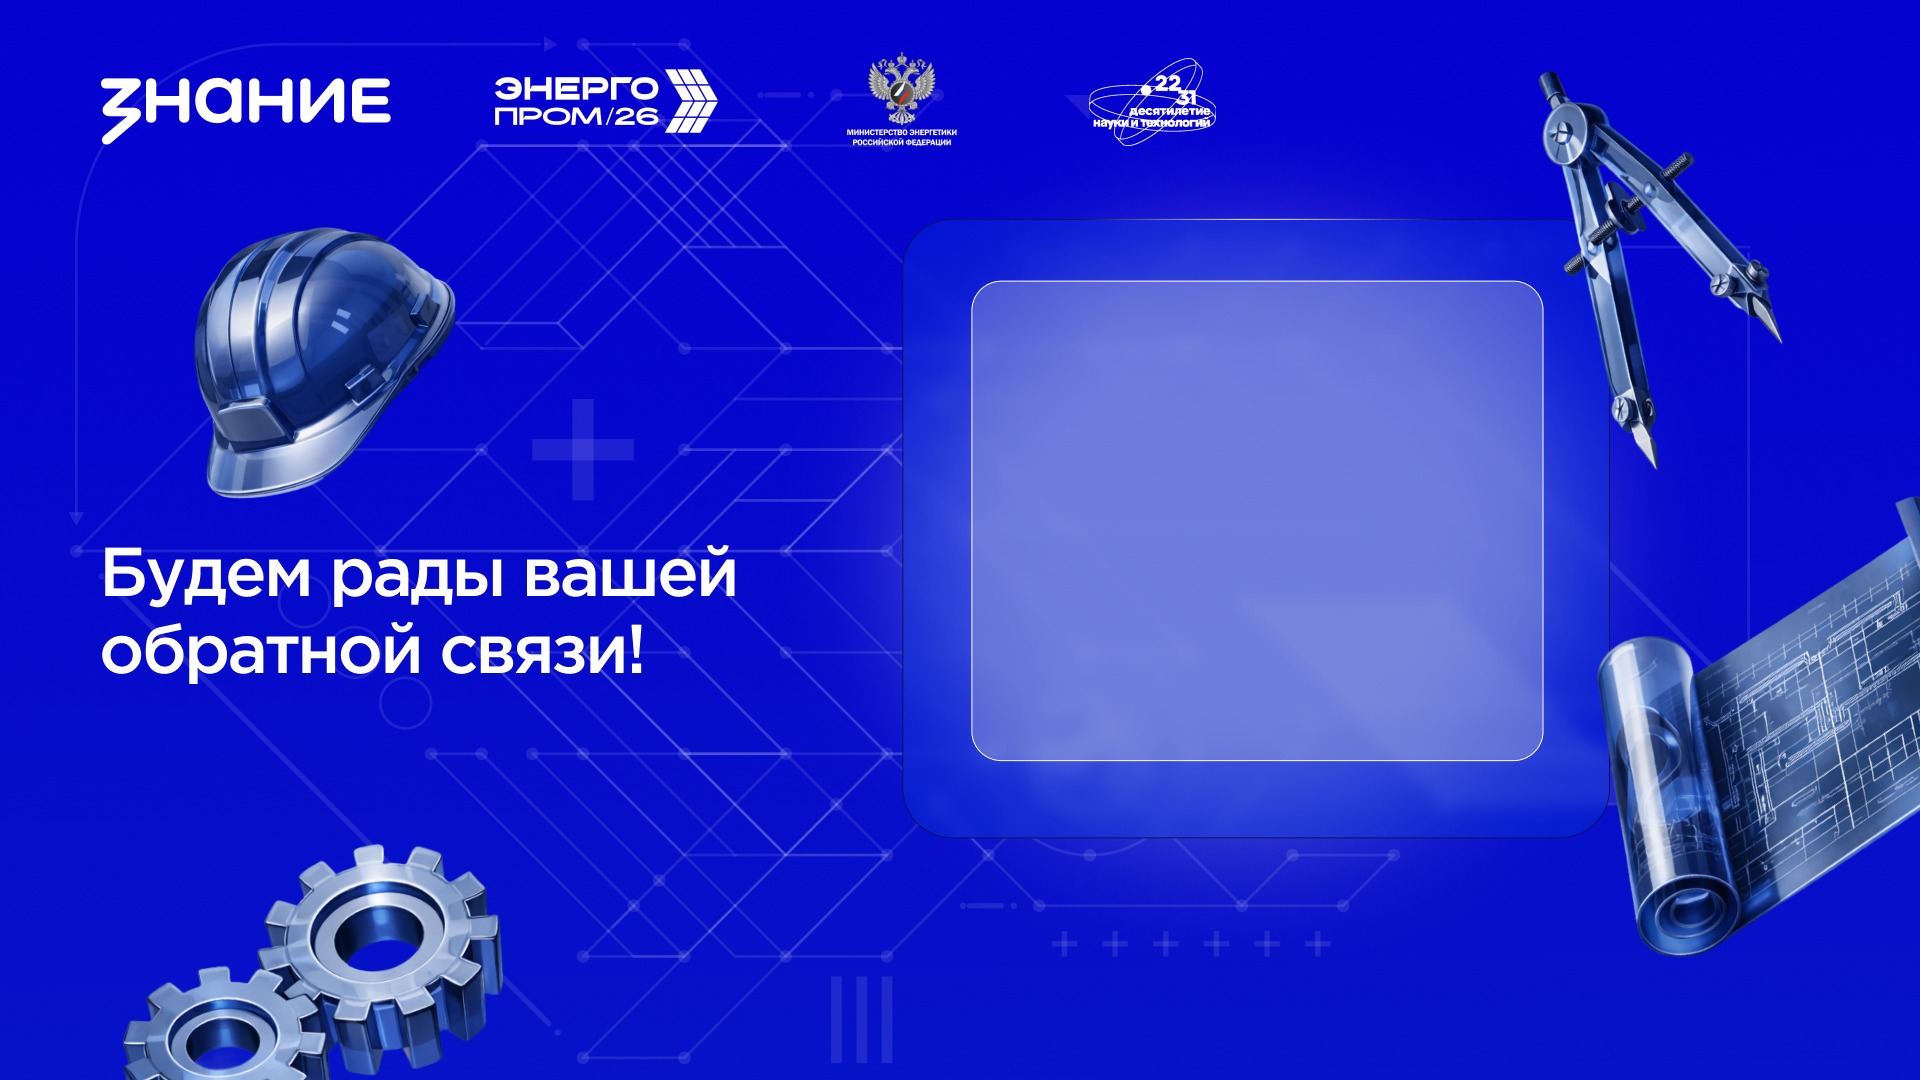 ЗНАНИЕ
ЭНЕРГО
ПРОМ/26
МИНИСТЕРСТВО ЭНЕРГЕТИКИ
РОССИЙСКОЙ ФЕДЕРАЦИИ
22
31
десятилетие
науки и технологий
Будем рады вашей
обратной связи!